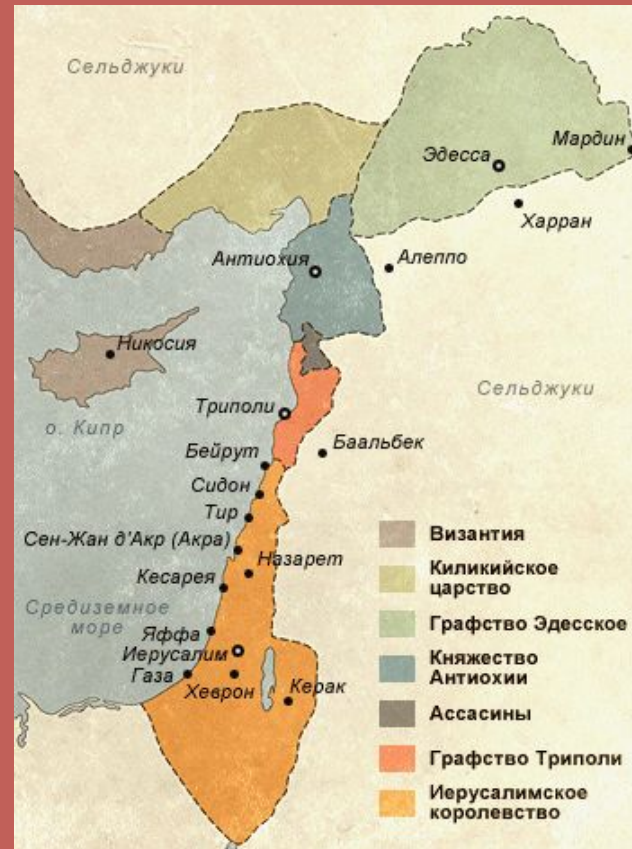 Сельджуки
Мардин
Эдесса
Харран
Антиохия
Алеппо
Никосия
Сельджуки
Триполи
о. Кипр
Баальбек
Бейрут
Сидон
Тир
Сен-Жан д'Акр (Акра)
Назарет
Кесарея
Средиземное
море
Яффа
Иерусалим
Газа
Хеврон
Керак
Византия
Киликийское
царство
Графство Эдесское
Княжество
Антиохии
Ассасины
Графство Триполи
Иерусалимское
королевство